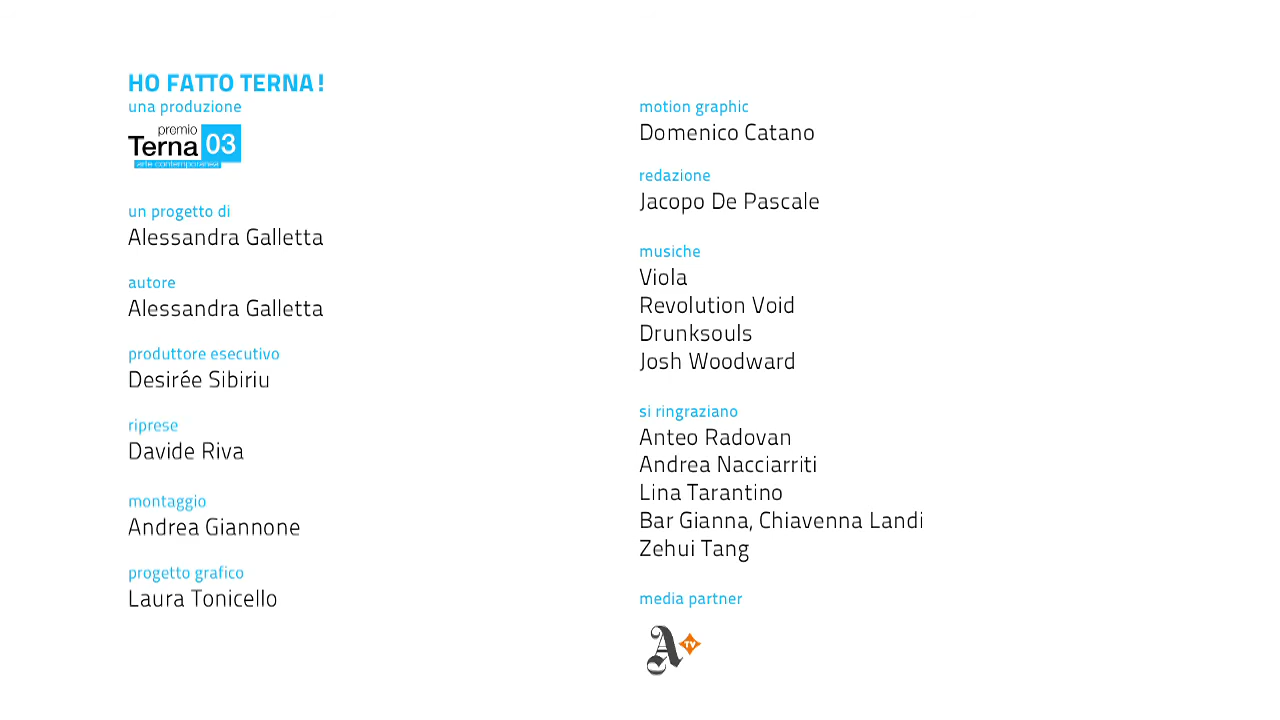 HO FATTO TERNA!
una produzione
premio
Terna 03
arte contemporanea
un progetto di
Alessandra Galletta
autore
Alessandra Galletta
produttore esecutivo
Desirée Sibiriu
riprese
Davide Riva
montaggio
Andrea Giannone
progetto grafico
Laura Tonicello
motion graphic
Domenico Catano
redazione
Jacopo De Pascale
musiche
Viola
Revolution Void
Drunksouls
Josh Woodward
si ringraziano
Anteo Radovan
Andrea Nacciarriti
Lina Tarantino
Bar Gianna, Chiavenna Landi
Zehui Tang
media partner
A TV